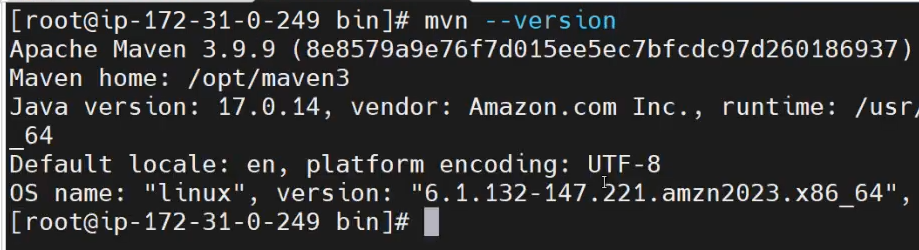 [root@ip-172-31-0-249 bin]# mvn --version
Apache Maven 3.9.9 (8e8579a9e76f7d015ee5ec7bfcdc97d260186937)
Maven home: /opt/maven3
Java version: 17.0.14, vendor: Amazon.com Inc., runtime: /usr/
_64
Default locale: en, platform encoding: UTF-8
OS name: "linux", version: "6.1.132-147.221.amzn2023.x86_64",
[root@ip-172-31-0-249 bin]#